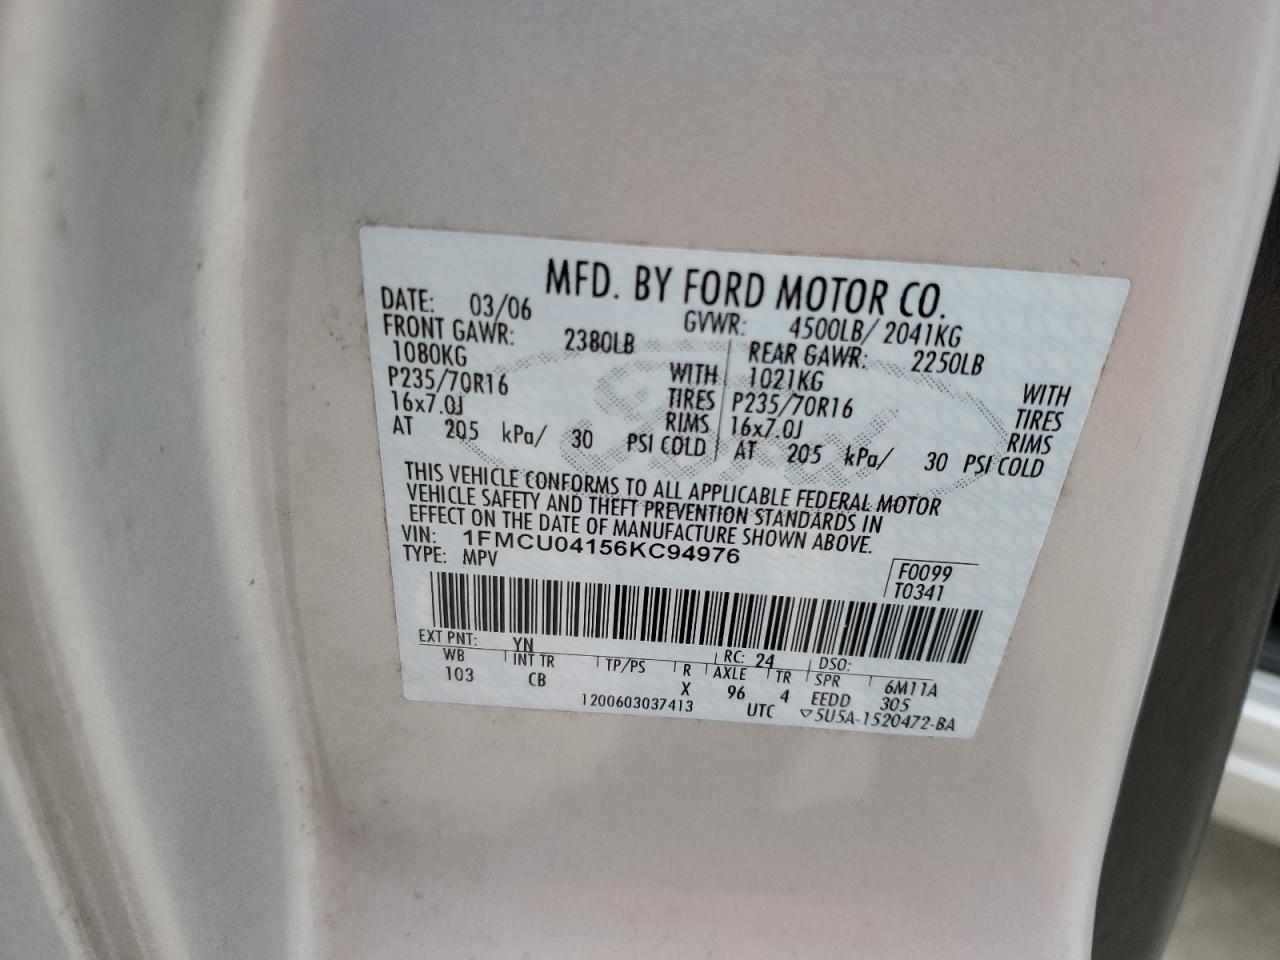 MFD. BY FORD MOTOR CO.
DATE: 03/06 GVWR: 4500LB/ 2041KG
FRONT GAWR: 2380LB REAR GAWR: 2250LB
1080KG WITH 1021KG WITH
P235/70R16 TIRES P235/70R16 TIRES
16x7.0J RIMS 16x7.0J RIMS
AT 205 kPa/ 30 PSI COLD AT 205 kPa/ 30 PSI COLD
THIS VEHICLE CONFORMS TO ALL APPLICABLE FEDERAL MOTOR
VEHICLE SAFETY AND THEFT PREVENTION STANDARDS IN
EFFECT ON THE DATE OF MANUFACTURE SHOWN ABOVE.
VIN: 1FMCU04156KC94976
TYPE: MPV
F0099
T0341
EXT PNT: YN RC: 24 DSO:
WB INT TR TP/PS R AXLE TR SPR 6M11A
103 CB X 96 4 EEDD 305
1200603037413 UTC ▽5U5A-1520472-BA
Ford